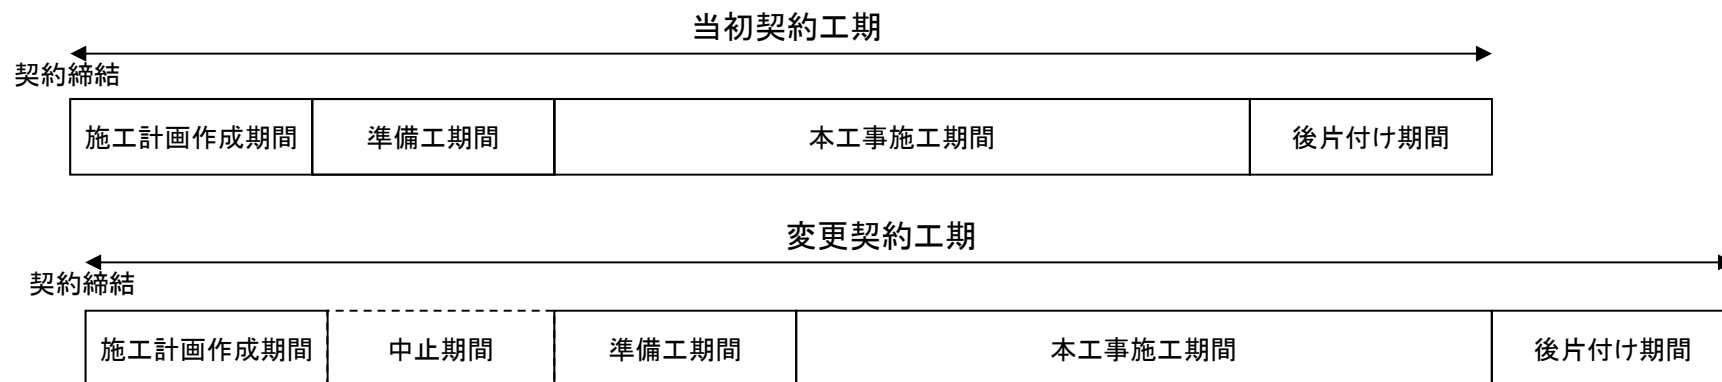 当初契約工期
契約締結
施工計画作成期間 準備工期間 本工事施工期間 後片付け期間
変更契約工期
契約締結
施工計画作成期間 中止期間 準備工期間 本工事施工期間 後片付け期間